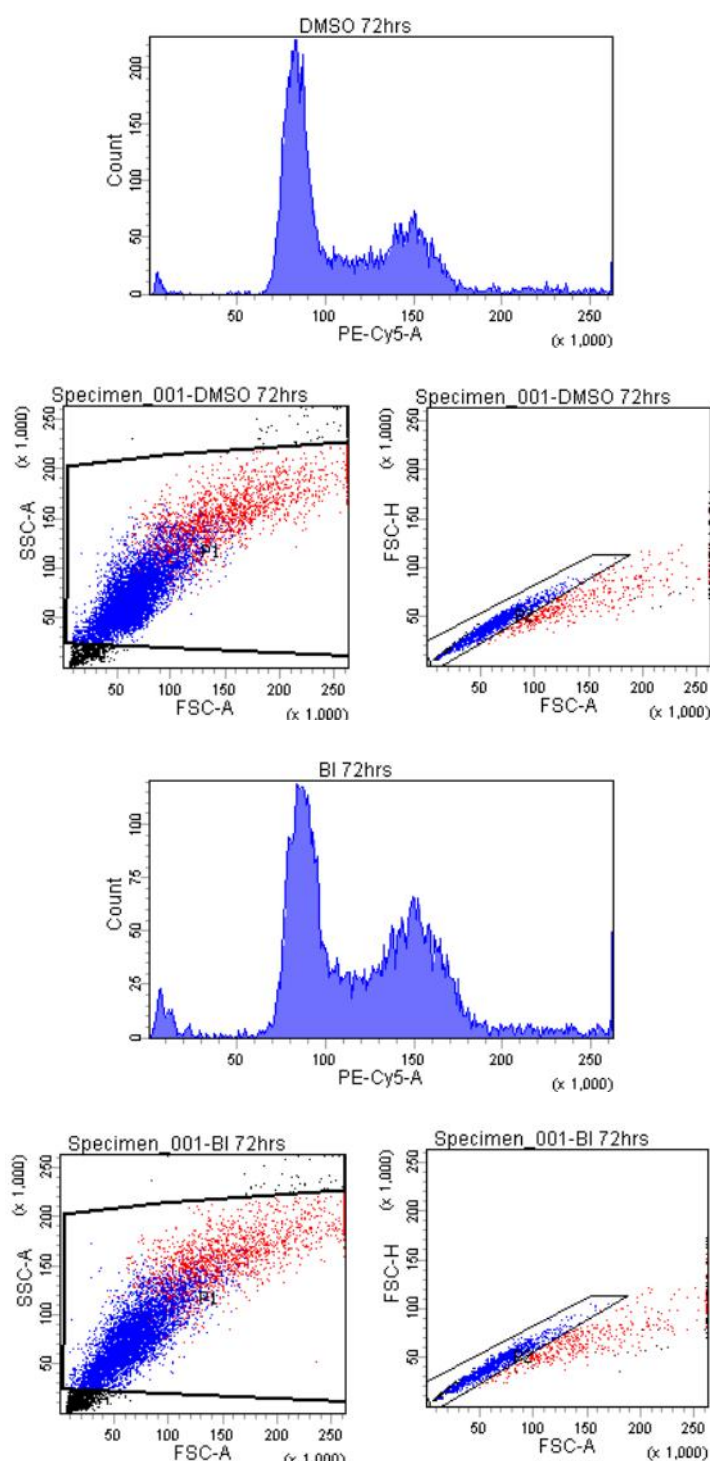 DMSO 72hrs
Count
200
150
100
50
0
50 100 150 200 250
PE-Cy5-A
(x 1,000)
Specimen_001-DMSO 72hrs
SSC-A
(x 1,000)
250
200
150
100
50
P1
50 100 150 200 250
FSC-A
(x 1,000)
Specimen_001-DMSO 72hrs
FSC-H
(x 1,000)
250
200
150
100
50
50 100 150 200 250
FSC-A
(x 1,000)
BI 72hrs
Count
100
75
50
25
0
50 100 150 200 250
PE-Cy5-A
(x 1,000)
Specimen_001-BI 72hrs
SSC-A
(x 1,000)
250
200
150
100
50
P1
50 100 150 200 250
FSC-A
(x 1,000)
Specimen_001-BI 72hrs
FSC-H
(x 1,000)
250
200
150
100
50
P2
50 100 150 200 250
FSC-A
(x 1,000)